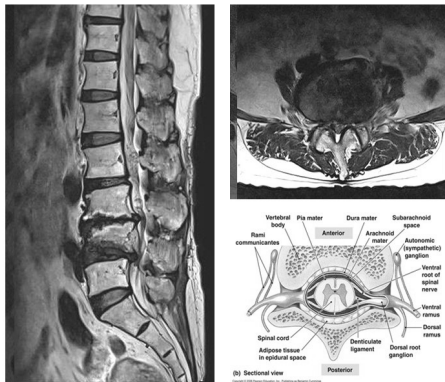 Vertebral
body
Pia mater
Dura mater
Subarachnoid
space
Rami
communicantes
Anterior
Arachnoid
mater
Autonomic
(sympathetic)
ganglion
Ventral
root of
spinal
nerve
Ventral
ramus
Dorsal
ramus
Spinal cord
Adipose tissue
in epidural space
Denticulate
ligament
Dorsal root
ganglion
Posterior
(b) Sectional view